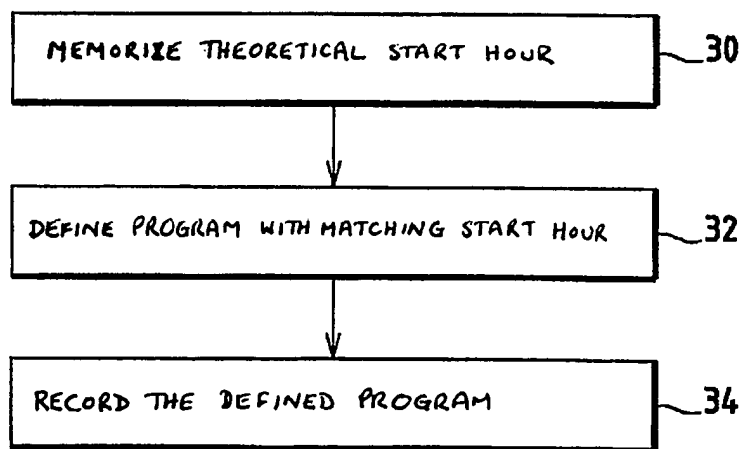 MEMORIZE THEORETICAL START HOUR
30
DEFINE PROGRAM WITH MATCHING START HOUR
32
RECORD THE DEFINED PROGRAM
34